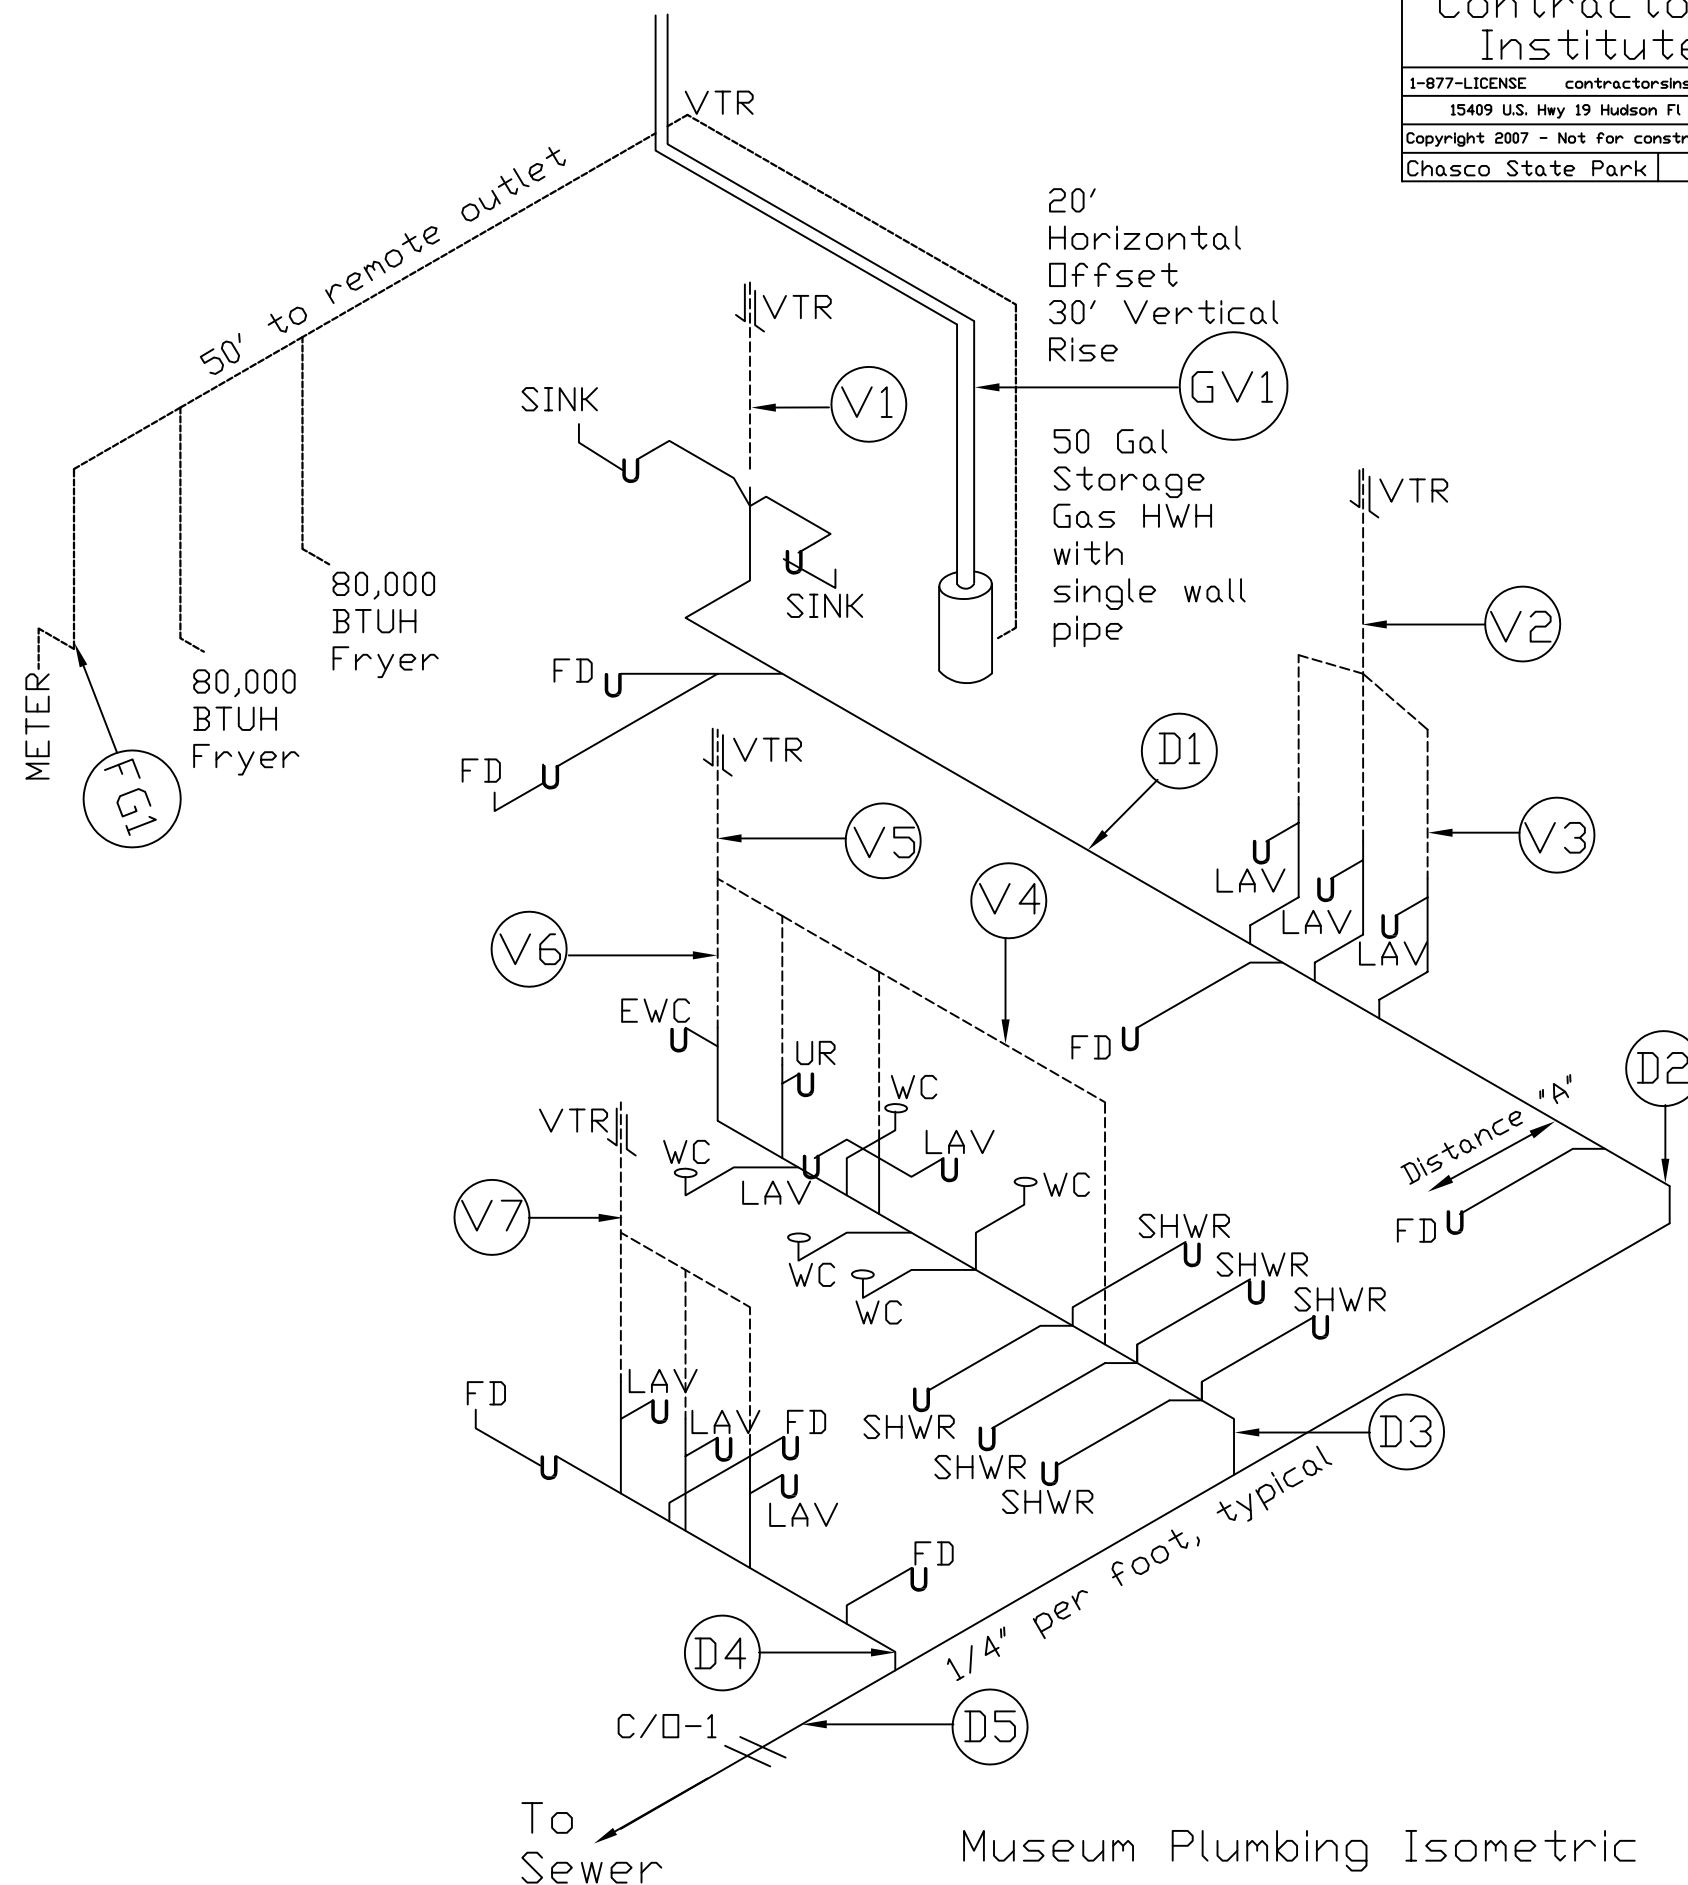 Contracto
Institute
1-877-LICENSE contractorsins
15409 U.S. Hwy 19 Hudson Fl
Copyright 2007 - Not for constr
Chasco State Park
VTR
50' to remote outlet
20'
Horizontal
Offset
30' Vertical
Rise
VTR
GV1
V1
SINK
50 Gal
Storage
Gas HWH
with
single wall
pipe
VTR
80,000
BTUH
Fryer
SINK
V2
FD
80,000
BTUH
Fryer
METER
FG1
FD
VTR
D1
V5
V3
LAV
LAV
LAV
V4
V6
EWC
UR
FD
D2
WC
Distance "A"
VTR
WC
LAV
LAV
WC
V7
FD
SHWR
SHWR
SHWR
WC
WC
FD
LAV
LAV
FD
LAV
SHWR
SHWR
SHWR
D3
1/4" per foot, typical
FD
D4
C/O-1
D5
To
Sewer
Museum Plumbing Isometric